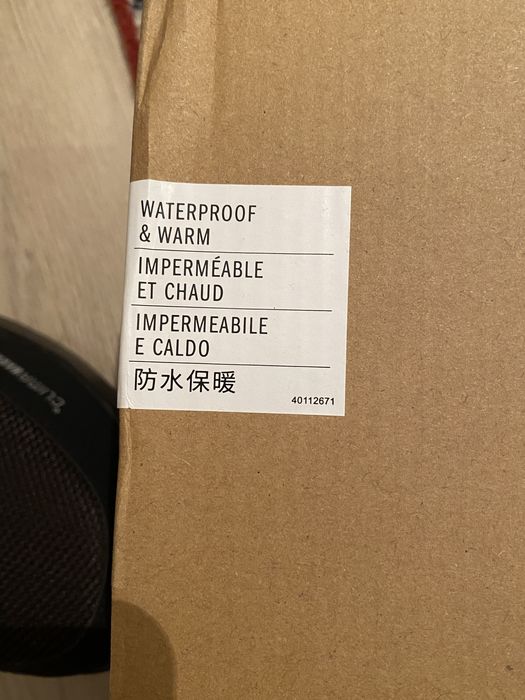 WATERPROOF
& WARM
IMPERMÉABLE
ET CHAUD
IMPERMEABILE
E CALDO
防水保暖
40112671